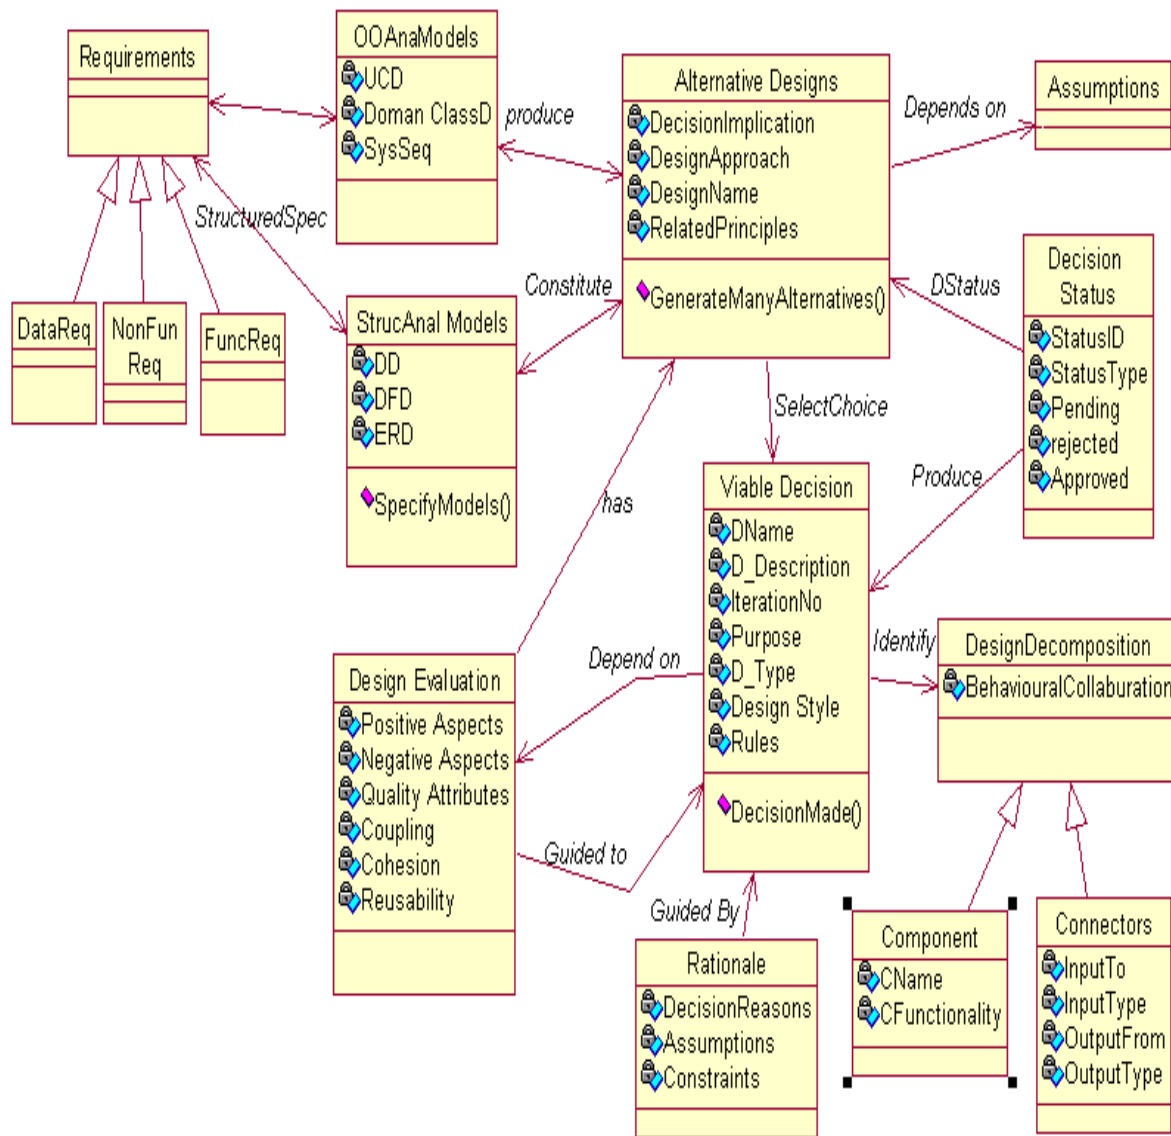 Requirements
OOAnaModels
UCD
Doman ClassD
SysSeq
produce
Alternative Designs
DecisionImplication
DesignApproach
DesignName
RelatedPrinciples
GenerateManyAlternatives()
Depends on
Assumptions
StructuredSpec
DataReq
NonFun
Req
FuncReq
StrucAnal Models
DD
DFD
ERD
SpecifyModels()
Constitute
DStatus
Decision
Status
StatusID
StatusType
Pending
rejected
Approved
SelectChoice
Produce
has
Viable Decision
DName
D_Description
IterationNo
Purpose
D_Type
Design Style
Rules
DecisionMade()
Depend on
Identify
DesignDecomposition
BehaviouralCollaburation
Design Evaluation
Positive Aspects
Negative Aspects
Quality Attributes
Coupling
Cohesion
Reusability
Guided to
Guided By
Rationale
DecisionReasons
Assumptions
Constraints
Component
CName
CFunctionality
Connectors
InputTo
InputType
OutputFrom
OutputType